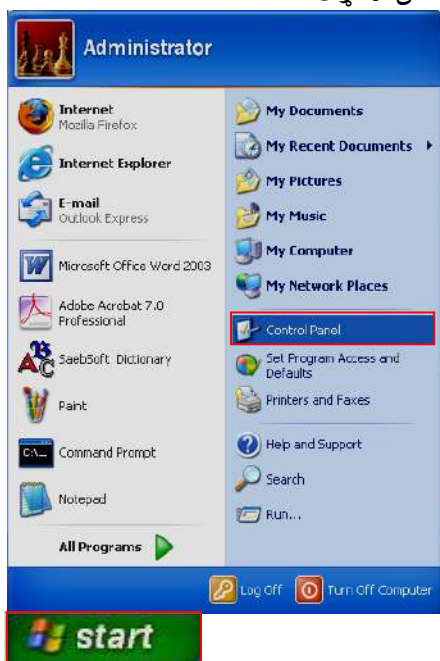 Administrator
Internet
Mozilla Firefox
Internet Explorer
E-mail
Outlook Express
Microsoft Office Word 2003
Adobe Acrobat 7.0
Professional
SaebSoft Dictionary
Paint
Command Prompt
Notepad
All Programs
My Documents
My Recent Documents
My Pictures
My Music
My Computer
My Network Places
Control Panel
Set Program Access and
Defaults
Printers and Faxes
Help and Support
Search
Run...
Log Off
Turn Off Computer
start